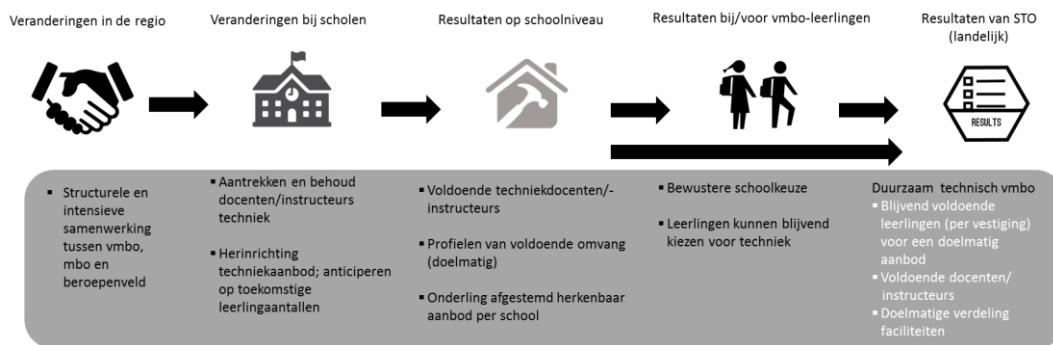 Veranderingen in de regio
Veranderingen bij scholen
Resultaten op schoolniveau
Resultaten bij/voor vmbo-leerlingen
Resultaten van STO
(landelijk)
RESULTS
▪ Structurele en
intensieve
samenwerking
tussen vmbo,
mbo en
beroepenveld
▪ Aantrekken en behoud
docenten/instructeurs
techniek
▪ Herinrichting
techniekaanbod; anticiperen
op toekomstige
leerlingaantallen
▪ Voldoende techniekdocenten/-
instructeurs
▪ Profielen van voldoende omvang
(doelmatig)
▪ Onderling afgestemd herkenbaar
aanbod per school
▪ Bewustere schoolkeuze
▪ Leerlingen kunnen blijvend
kiezen voor techniek
Duurzaam technisch vmbo
▪ Blijvend voldoende
leerlingen (per vestiging)
voor een doelmatig
aanbod
▪ Voldoende docenten/
instructeurs
▪ Doelmatige verdeling
faciliteiten